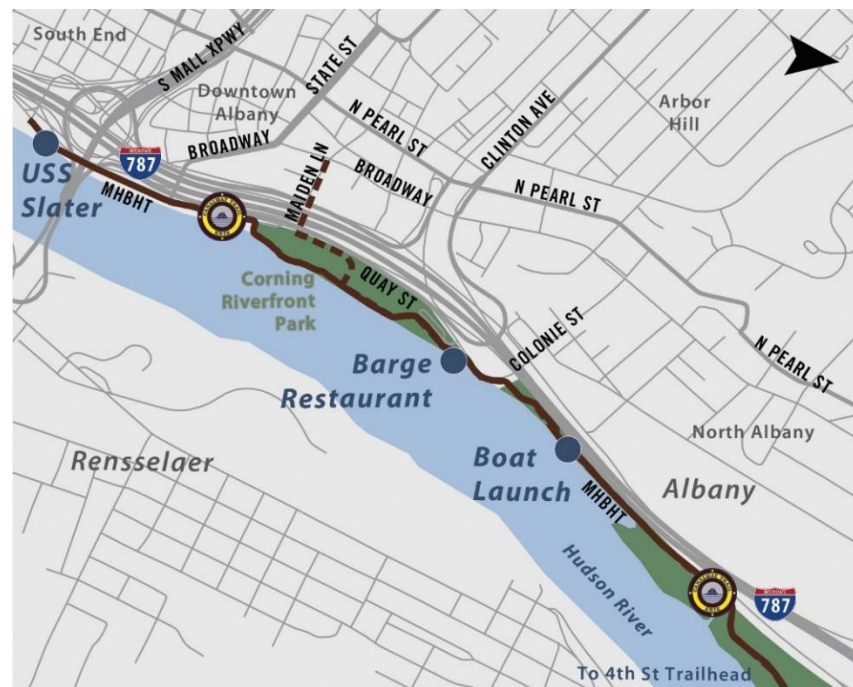 South End
S MALL XPWY
Downtown
Albany
STATE ST
BROADWAY
N PEARL ST
CLINTON AVE
Arbor
Hill
787
USS
Slater
MHBHT
MAIDEN LN
BROADWAY
N PEARL ST
Corning
Riverfront
Park
QUAY ST
COLONIE ST
N PEARL ST
Barge
Restaurant
North Albany
Rensselaer
Boat
Launch
Albany
MHBHT
Hudson River
787
To 4th St Trailhead